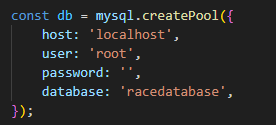 const db = mysql.createPool({
    host: 'localhost',
    user: 'root',
    password: '',
    database: 'racedatabase',
});